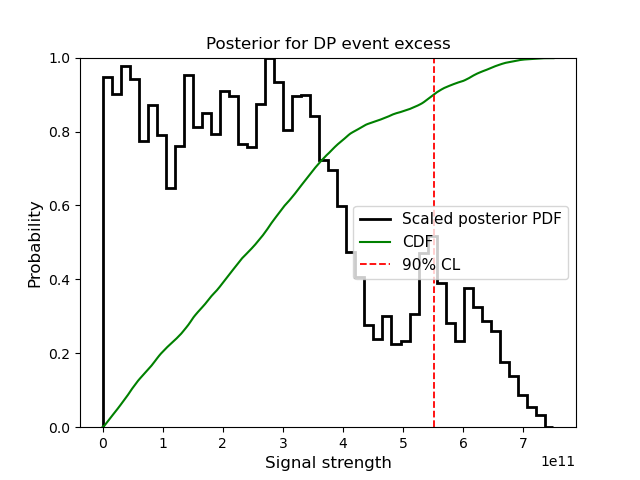 Posterior for DP event excess
Probability
1.0
0.8
0.6
0.4
0.2
0.0
Scaled posterior PDF
CDF
90% CL
0 1 2 3 4 5 6 7
1e11
Signal strength